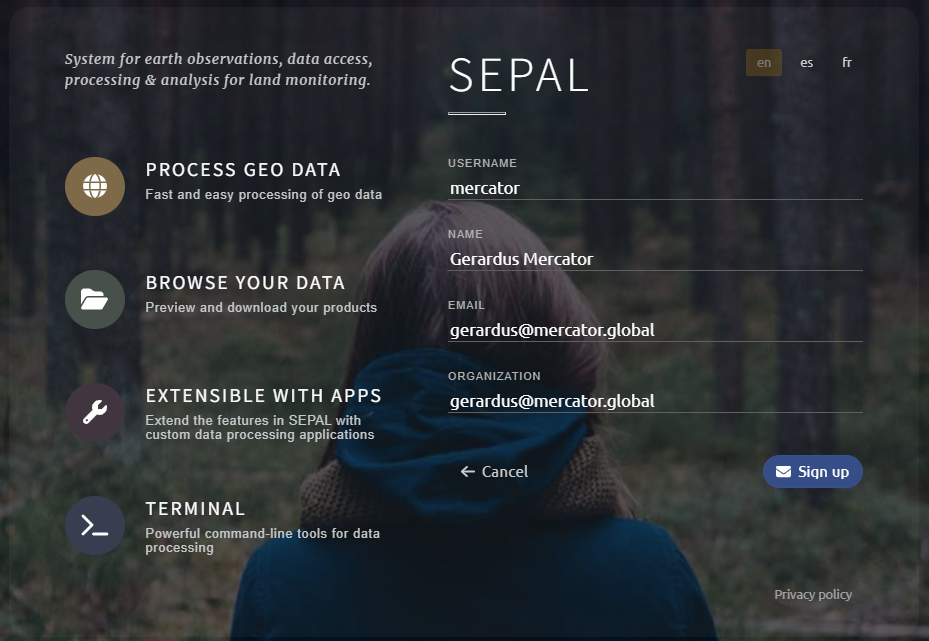 System for earth observations, data access,
processing & analysis for land monitoring.
PROCESS GEO DATA
Fast and easy processing of geo data
BROWSE YOUR DATA
Preview and download your products
EXTENSIBLE WITH APPS
Extend the features in SEPAL with
custom data processing applications
TERMINAL
Powerful command-line tools for data
processing
SEPAL
en es fr
USERNAME
mercator
NAME
Gerardus Mercator
EMAIL
gerardus@mercator.global
ORGANIZATION
gerardus@mercator.global
Cancel
Sign up
Privacy policy